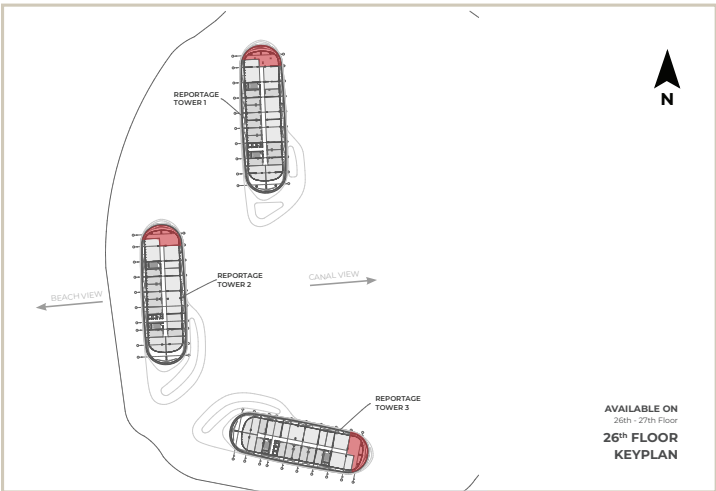 REPORTAGE
TOWER 1
N
REPORTAGE
TOWER 2
CANAL VIEW
BEACH VIEW
REPORTAGE
TOWER 3
AVAILABLE ON
26th - 27th Floor
26th FLOOR
KEYPLAN